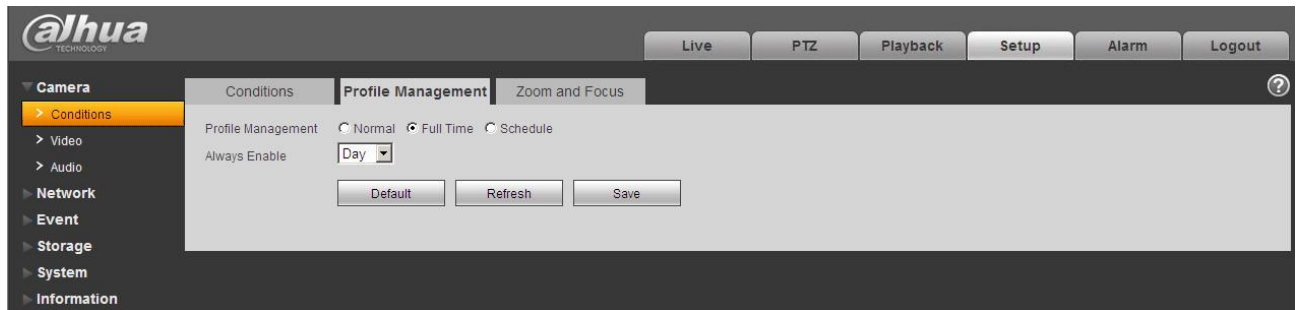 alhua
TECHNOLOGY
Live PTZ Playback Setup Alarm Logout
Camera
Conditions
Video
Audio
Network
Event
Storage
System
Information
Conditions Profile Management Zoom and Focus
?
Profile Management Normal Full Time Schedule
Always Enable Day
Default Refresh Save